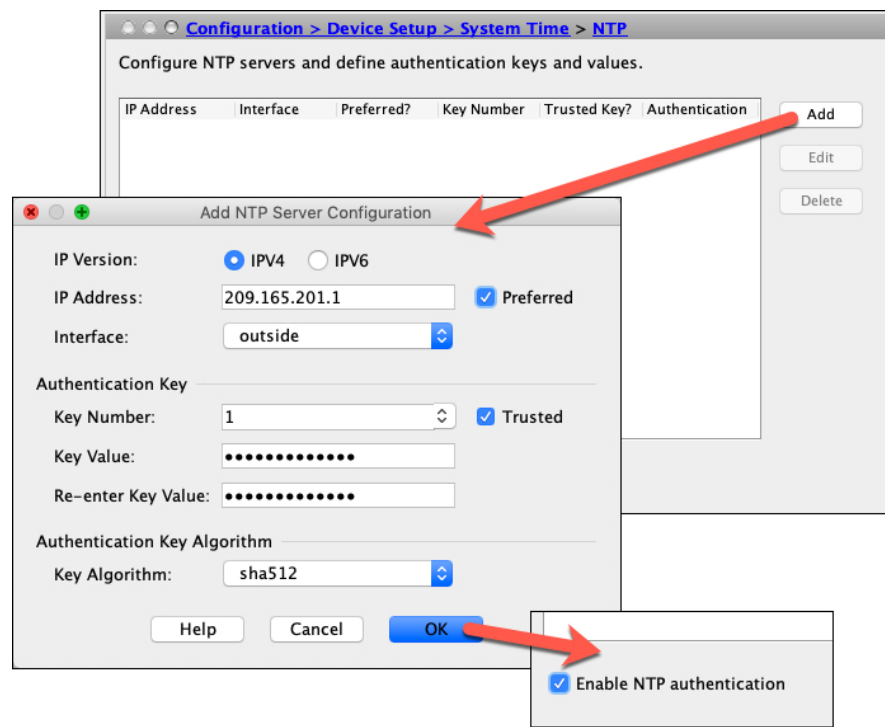 Configuration > Device Setup > System Time > NTP
Configure NTP servers and define authentication keys and values.
IP Address Interface Preferred? Key Number Trusted Key? Authentication
Add
Edit
Delete
Add NTP Server Configuration
IP Version: IPV4 IPV6
IP Address: 209.165.201.1 Preferred
Interface: outside
Authentication Key
Key Number: 1 Trusted
Key Value: •••••••••••••
Re-enter Key Value: •••••••••••••
Authentication Key Algorithm
Key Algorithm: sha512
Help Cancel OK
Enable NTP authentication